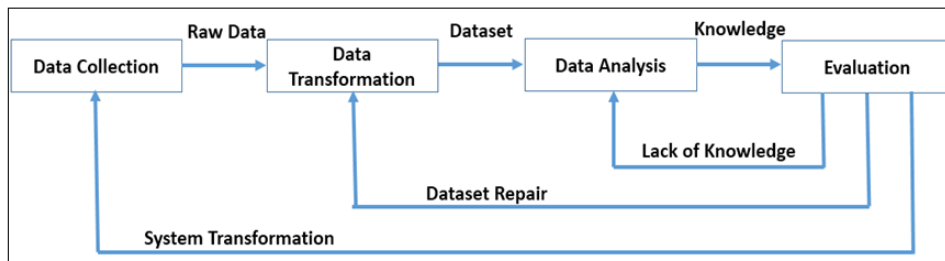 Raw Data
Dataset
Knowledge
Data Collection
Data
Transformation
Data Analysis
Evaluation
Lack of Knowledge
Dataset Repair
System Transformation